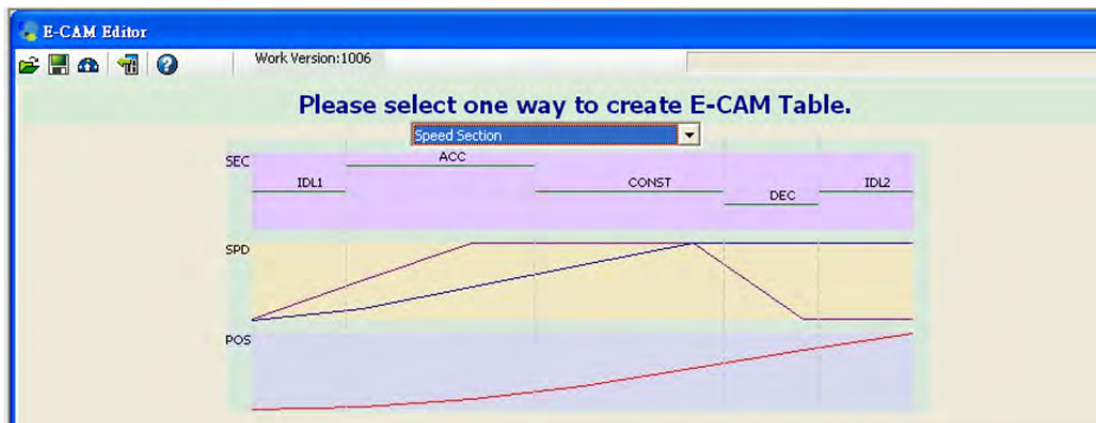 E-CAM Editor
Work Version:1006
Please select one way to create E-CAM Table.
Speed Section
SEC
ACC
IDL1
CONST
DEC
IDL2
SPD
POS